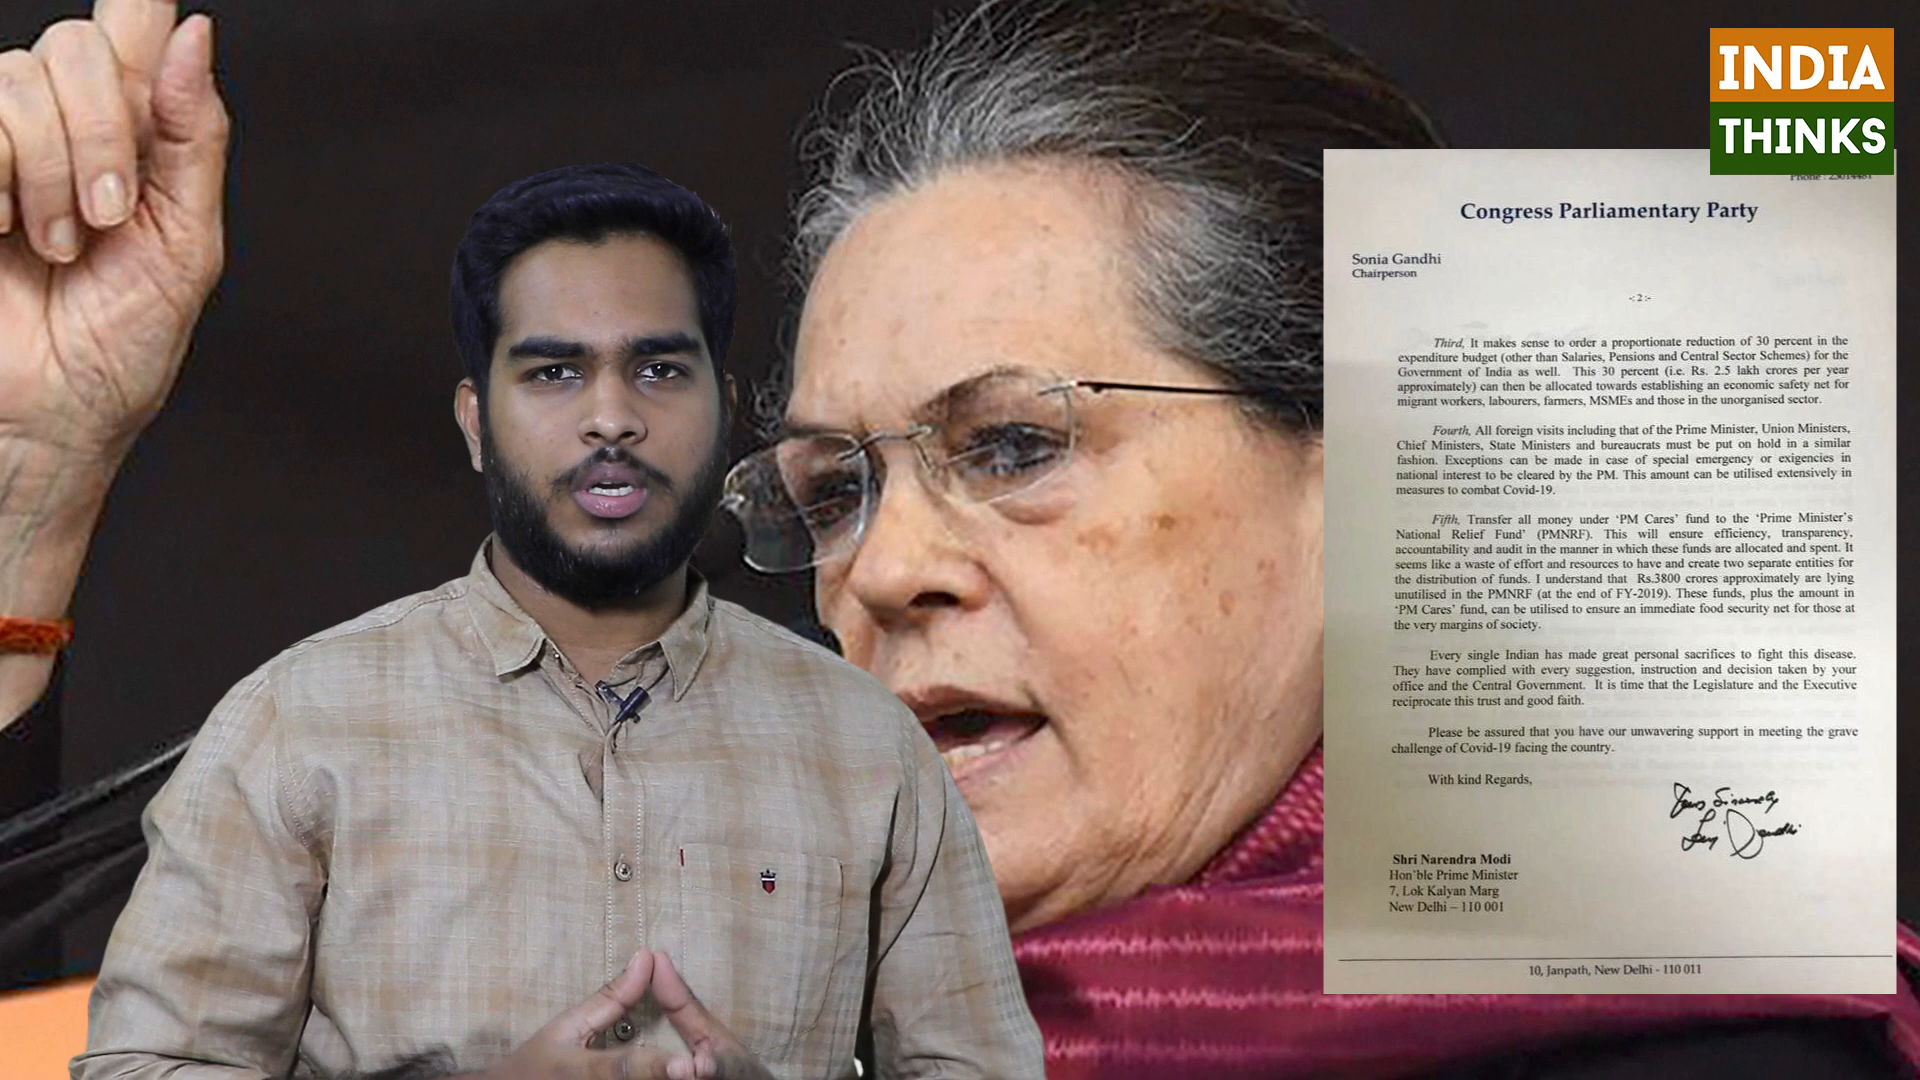 INDIA
THINKS
Phone : 23014481
Congress Parliamentary Party
Sonia Gandhi
Chairperson
-: 2 :-
Third, It makes sense to order a proportionate reduction of 30 percent in the
expenditure budget (other than Salaries, Pensions and Central Sector Schemes) for the
Government of India as well. This 30 percent (i.e. Rs. 2.5 lakh crores per year
approximately) can then be allocated towards establishing an economic safety net for
migrant workers, labourers, farmers, MSMEs and those in the unorganised sector.
Fourth, All foreign visits including that of the Prime Minister, Union Ministers,
Chief Ministers, State Ministers and bureaucrats must be put on hold in a similar
fashion. Exceptions can be made in case of special emergency or exigencies in
national interest to be cleared by the PM. This amount can be utilised extensively in
measures to combat Covid-19.
Fifth, Transfer all money under ‘PM Cares’ fund to the ‘Prime Minister’s
National Relief Fund’ (PMNRF). This will ensure efficiency, transparency,
accountability and audit in the manner in which these funds are allocated and spent. It
seems like a waste of effort and resources to have and create two separate entities for
the distribution of funds. I understand that Rs.3800 crores approximately are lying
unutilised in the PMNRF (at the end of FY-2019). These funds, plus the amount in
‘PM Cares’ fund, can be utilised to ensure an immediate food security net for those at
the very margins of society.
Every single Indian has made great personal sacrifices to fight this disease.
They have complied with every suggestion, instruction and decision taken by your
office and the Central Government. It is time that the Legislature and the Executive
reciprocate this trust and good faith.
Please be assured that you have our unwavering support in meeting the grave
challenge of Covid-19 facing the country.
With kind Regards,
Yours Sincerely
Gandhi
Shri Narendra Modi
Hon’ble Prime Minister
7, Lok Kalyan Marg
New Delhi – 110 001
10, Janpath, New Delhi - 110 011